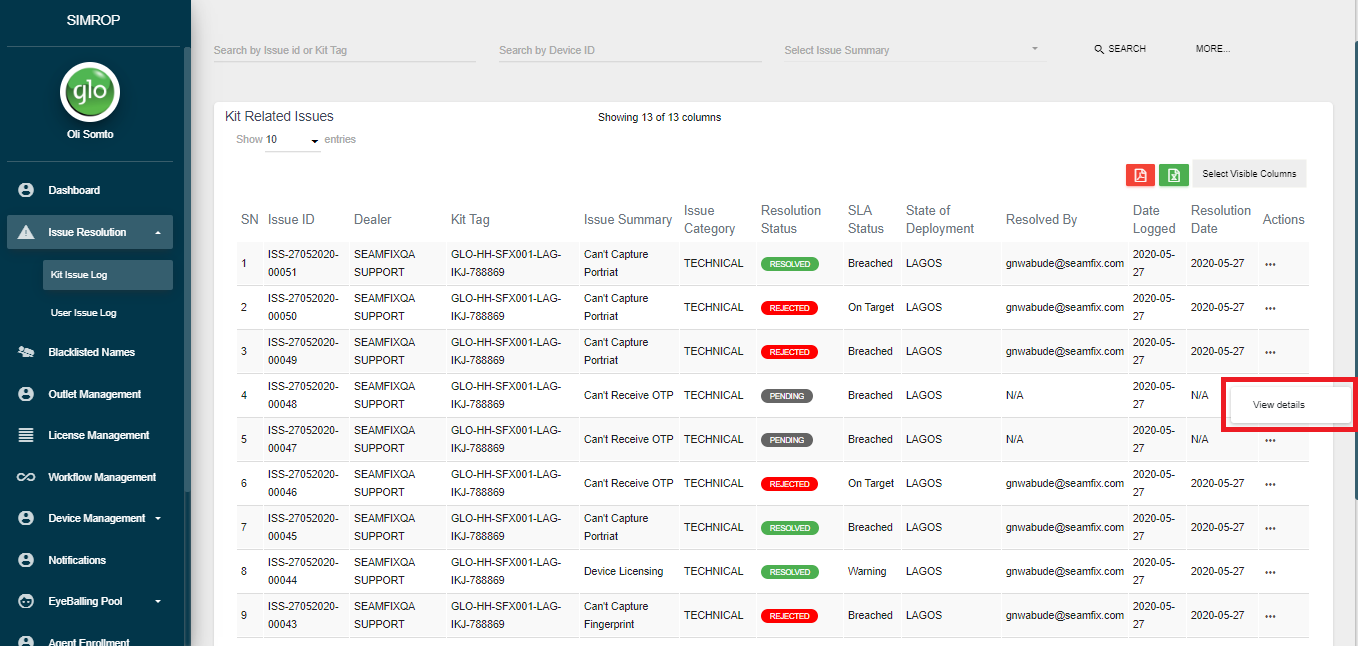 SIMROP
glo
Oli Somto
Dashboard
Issue Resolution
Kit Issue Log
User Issue Log
Blacklisted Names
Outlet Management
License Management
Workflow Management
Device Management
Notifications
EyeBalling Pool
Agent Enrollment
Search by Issue id or Kit Tag
Search by Device ID
Select Issue Summary
SEARCH
MORE...
Kit Related Issues
Showing 13 of 13 columns
Show 10 entries
Select Visible Columns
SN Issue ID Dealer Kit Tag Issue Summary Issue Category Resolution Status SLA Status State of Deployment Resolved By Date Logged Resolution Date Actions
1 ISS-27052020-00051 SEAMFIXQA SUPPORT GLO-HH-SFX001-LAG-IKJ-788869 Can't Capture Portriat TECHNICAL RESOLVED Breached LAGOS gnwabude@seamfix.com 2020-05-27 2020-05-27 •••
2 ISS-27052020-00050 SEAMFIXQA SUPPORT GLO-HH-SFX001-LAG-IKJ-788869 Can't Capture Portriat TECHNICAL REJECTED On Target LAGOS gnwabude@seamfix.com 2020-05-27 2020-05-27 •••
3 ISS-27052020-00049 SEAMFIXQA SUPPORT GLO-HH-SFX001-LAG-IKJ-788869 Can't Capture Portriat TECHNICAL REJECTED Breached LAGOS gnwabude@seamfix.com 2020-05-27 2020-05-27 •••
4 ISS-27052020-00048 SEAMFIXQA SUPPORT GLO-HH-SFX001-LAG-IKJ-788869 Can't Receive OTP TECHNICAL PENDING Breached LAGOS N/A 2020-05-27 N/A
View details
5 ISS-27052020-00047 SEAMFIXQA SUPPORT GLO-HH-SFX001-LAG-IKJ-788869 Can't Receive OTP TECHNICAL PENDING Breached LAGOS N/A 2020-05-27 N/A •••
6 ISS-27052020-00046 SEAMFIXQA SUPPORT GLO-HH-SFX001-LAG-IKJ-788869 Can't Receive OTP TECHNICAL REJECTED On Target LAGOS gnwabude@seamfix.com 2020-05-27 2020-05-27 •••
7 ISS-27052020-00045 SEAMFIXQA SUPPORT GLO-HH-SFX001-LAG-IKJ-788869 Can't Capture Portriat TECHNICAL RESOLVED Breached LAGOS gnwabude@seamfix.com 2020-05-27 2020-05-27 •••
8 ISS-27052020-00044 SEAMFIXQA SUPPORT GLO-HH-SFX001-LAG-IKJ-788869 Device Licensing TECHNICAL RESOLVED Warning LAGOS gnwabude@seamfix.com 2020-05-27 2020-05-27 •••
9 ISS-27052020-00043 SEAMFIXQA SUPPORT GLO-HH-SFX001-LAG-IKJ-788869 Can't Capture Fingerprint TECHNICAL REJECTED Breached LAGOS gnwabude@seamfix.com 2020-05-27 2020-05-27 •••